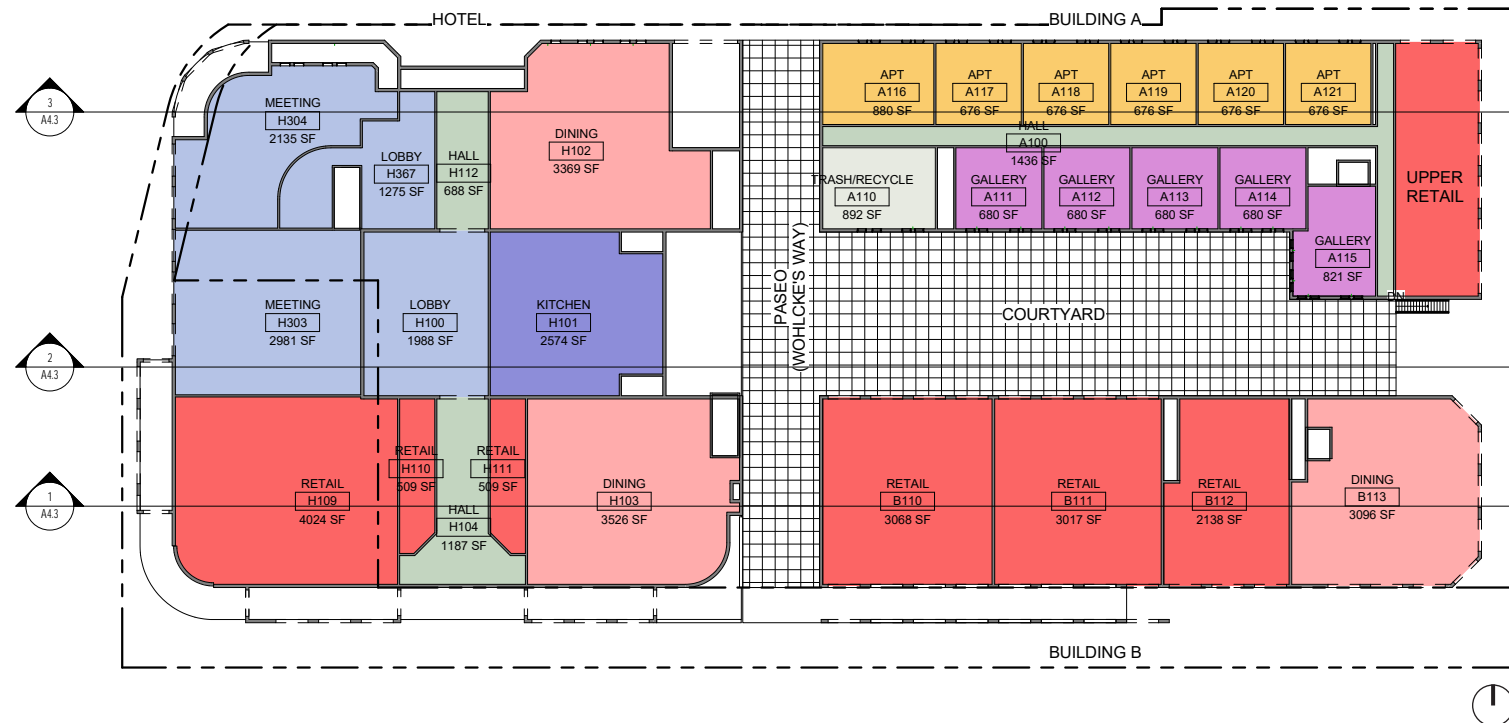 HOTEL
BUILDING A
3
A4.3
MEETING
H304
2135 SF
LOBBY
H367
1275 SF
HALL
H112
688 SF
DINING
H102
3369 SF
APT
A116
880 SF
APT
A117
676 SF
APT
A118
676 SF
APT
A119
676 SF
APT
A120
676 SF
APT
A121
676 SF
HALL
A100
1436 SF
TRASH/RECYCLE
A110
892 SF
GALLERY
A111
680 SF
GALLERY
A112
680 SF
GALLERY
A113
680 SF
GALLERY
A114
680 SF
GALLERY
A115
821 SF
UPPER
RETAIL
DN
2
A4.3
MEETING
H303
2981 SF
LOBBY
H100
1988 SF
KITCHEN
H101
2574 SF
PASEO
(WOHLCKE'S WAY)
COURTYARD
1
A4.3
RETAIL
H109
4024 SF
RETAIL
H110
509 SF
RETAIL
H111
509 SF
HALL
H104
1187 SF
DINING
H103
3526 SF
RETAIL
B110
3068 SF
RETAIL
B111
3017 SF
RETAIL
B112
2138 SF
DINING
B113
3096 SF
BUILDING B